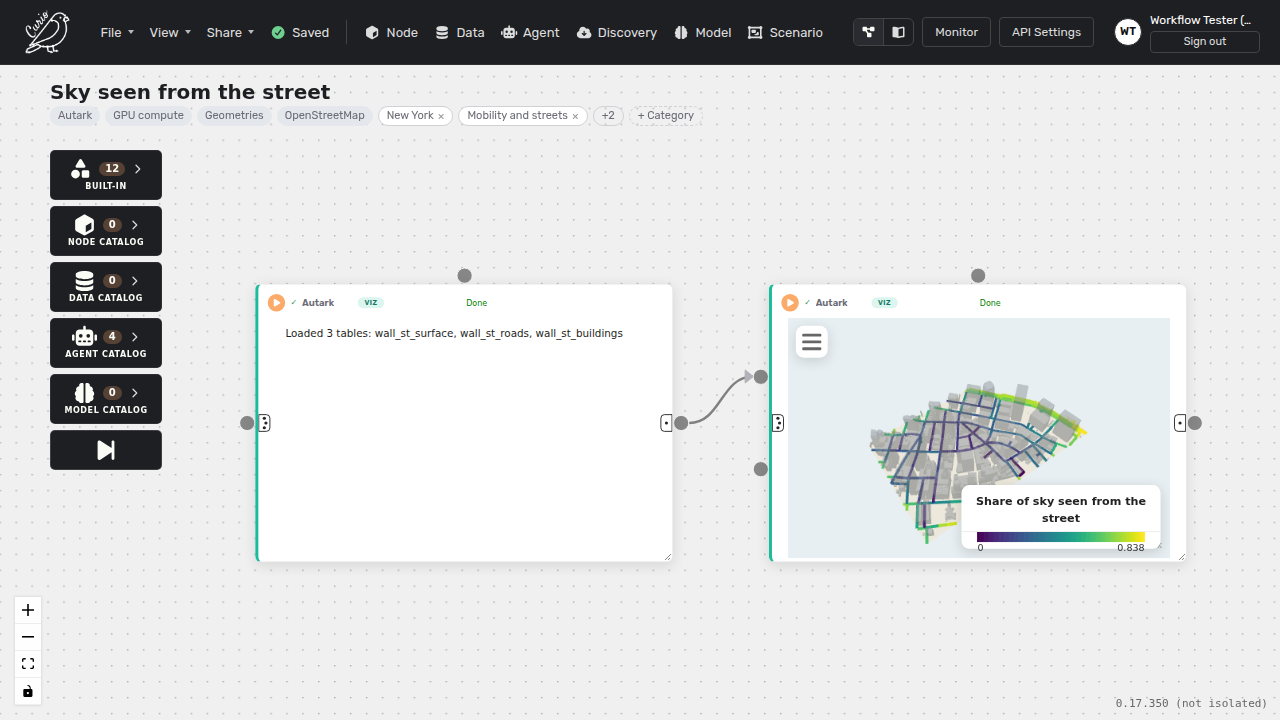 Curio
File
View
Share
Saved
Node
Data
Agent
Discovery
Model
Scenario
Monitor
API Settings
WT
Workflow Tester (…
Sign out
Sky seen from the street
Autark
GPU compute
Geometries
OpenStreetMap
New York ×
Mobility and streets ×
+2
+ Category
12
BUILT-IN
0
NODE CATALOG
0
DATA CATALOG
4
AGENT CATALOG
0
MODEL CATALOG
✓ Autark
VIZ
Done
Loaded 3 tables: wall_st_surface, wall_st_roads, wall_st_buildings
✓ Autark
VIZ
Done
Share of sky seen from the
street
0
0.838
0.17.350 (not isolated)